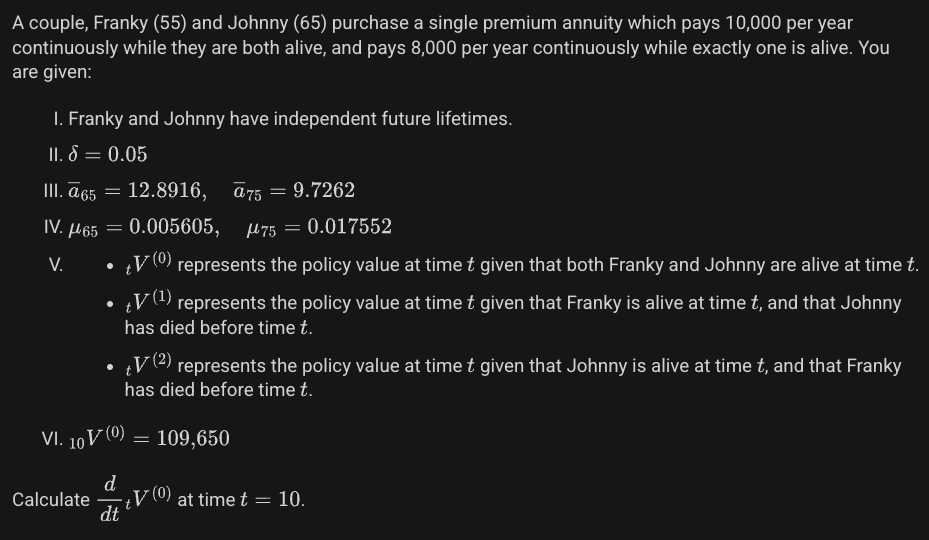 A couple, Franky (55) and Johnny (65) purchase a single premium annuity which pays 10,000 per year
continuously while they are both alive, and pays 8,000 per year continuously while exactly one is alive. You
are given:
I. Franky and Johnny have independent future lifetimes.
II. δ = 0.05
III. a̅₆₅ = 12.8916, a̅₇₅ = 9.7262
IV. μ₆₅ = 0.005605, μ₇₅ = 0.017552
V. • ₜV⁽⁰⁾ represents the policy value at time t given that both Franky and Johnny are alive at time t.
• ₜV⁽¹⁾ represents the policy value at time t given that Franky is alive at time t, and that Johnny
has died before time t.
• ₜV⁽²⁾ represents the policy value at time t given that Johnny is alive at time t, and that Franky
has died before time t.
VI. ₁₀V⁽⁰⁾ = 109,650
Calculate d/dt ₜV⁽⁰⁾ at time t = 10.